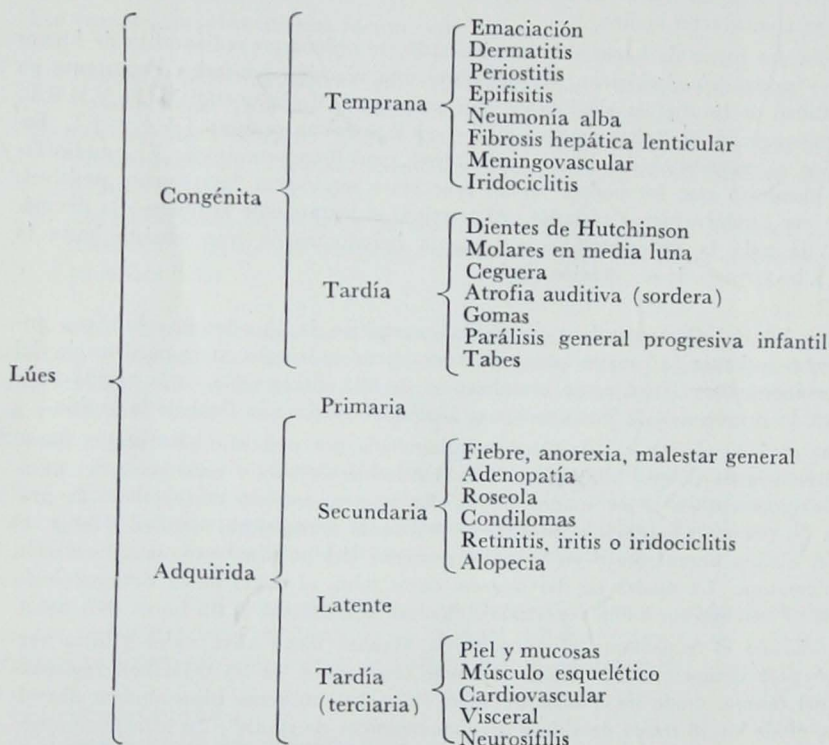 Lúes
Congénita
Temprana
Emaciación
Dermatitis
Periostitis
Epifisitis
Neumonía alba
Fibrosis hepática lenticular
Meningovascular
Iridociclitis
Tardía
Dientes de Hutchinson
Molares en media luna
Ceguera
Atrofia auditiva (sordera)
Gomas
Parálisis general progresiva infantil
Tabes
Adquirida
Primaria
Secundaria
Fiebre, anorexia, malestar general
Adenopatía
Roseola
Condilomas
Retinitis, iritis o iridociclitis
Alopecia
Latente
Tardía
(terciaria)
Piel y mucosas
Músculo esquelético
Cardiovascular
Visceral
Neurosífilis